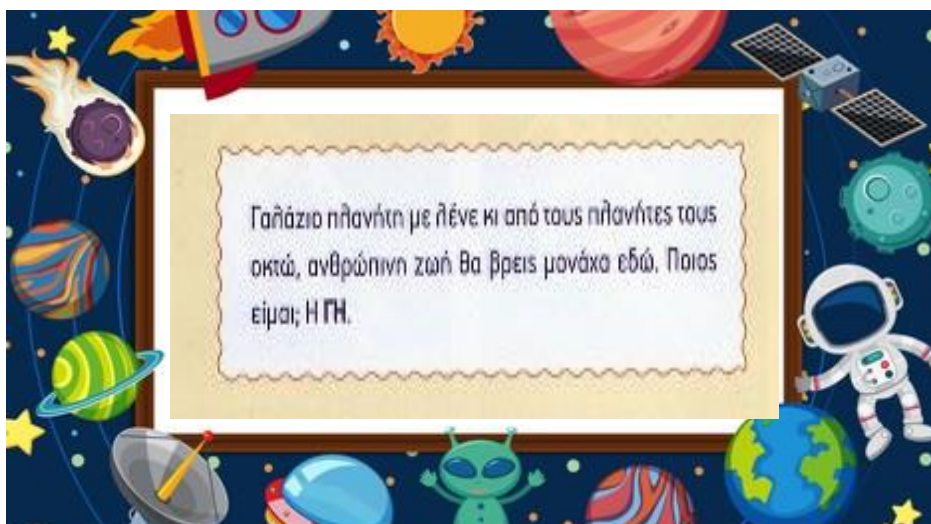 Γαλάζιο πλανήτη με λένε κι από τους πλανήτες τους
οκτώ, ανθρώπινη ζωή θα βρεις μονάχα εδώ. Ποιος
είμαι; Η ΓΗ.